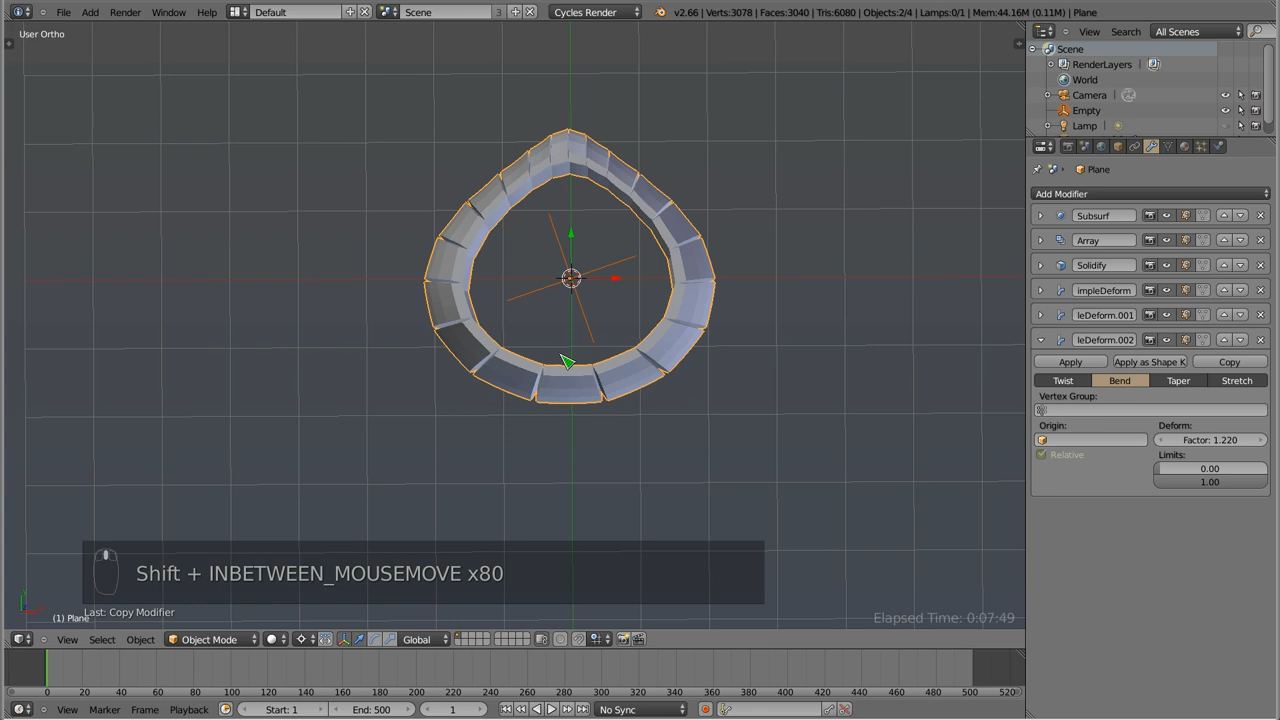 File Add Render Window Help Default Scene 3 Cycles Render v2.66 | Verts:3078 | Faces:3040 | Tris:6080 | Objects:2/4 | Lamps:0/1 | Mem:44.16M (0.11M) | Plane
User Ortho
View Search All Scenes
Scene
RenderLayers |
World
Camera |
Empty
Lamp |
Plane
Add Modifier
Subsurf
Array
Solidify
impleDeform
leDeform.001
leDeform.002
Apply Apply as Shape K Copy
Twist Bend Taper Stretch
Vertex Group:
Origin: Deform:
Factor: 1.220
Relative Limits:
0.00
1.00
Shift + INBETWEEN_MOUSEMOVE x80
Last: Copy Modifier
(1) Plane
Elapsed Time: 0:07:49
View Select Object Object Mode Global
0 20 40 60 80 100 120 140 160 180 200 220 240 260 280 300 320 340 360 380 400 420 440 460 480 500 520
View Marker Frame Playback Start: 1 End: 500 1 No Sync